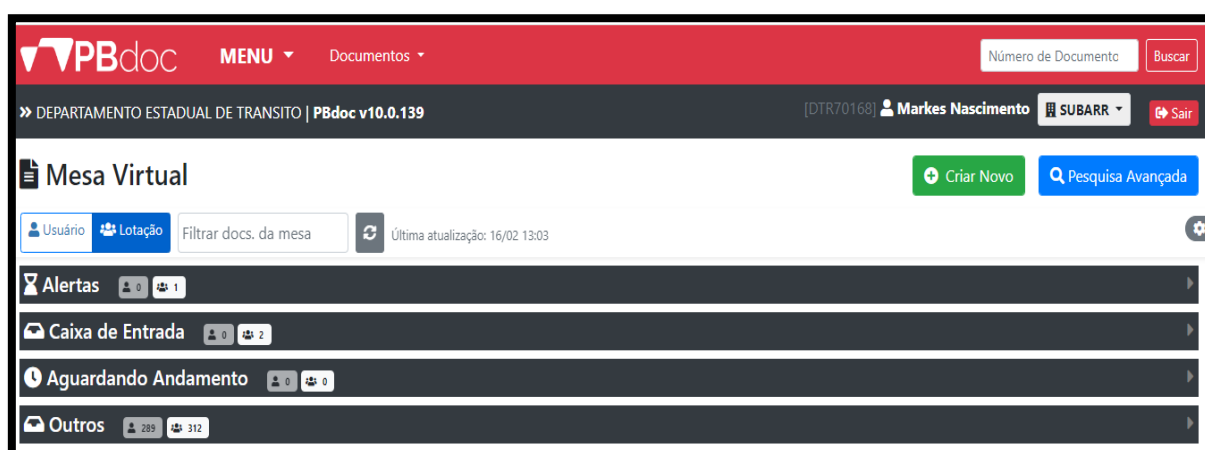 PBdoc MENU Documentos Número de Documento Buscar
» DEPARTAMENTO ESTADUAL DE TRANSITO | PBdoc v10.0.139 [DTR70168] Markes Nascimento SUBARR Sair
Mesa Virtual Criar Novo Pesquisa Avançada
Usuário Lotação Filtrar docs. da mesa Última atualização: 16/02 13:03
Alertas 0 1
Caixa de Entrada 0 2
Aguardando Andamento 0 0
Outros 289 312